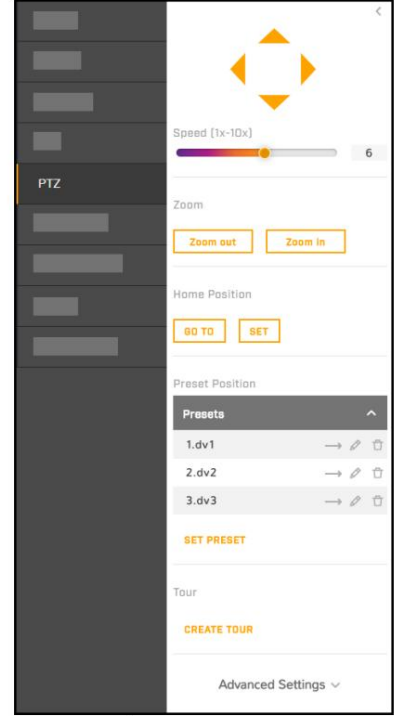 PTZ
Speed (1x-10x)
6
Zoom
Zoom out Zoom in
Home Position
GO TO SET
Preset Position
Presets
1.dv1
2.dv2
3.dv3
SET PRESET
Tour
CREATE TOUR
Advanced Settings